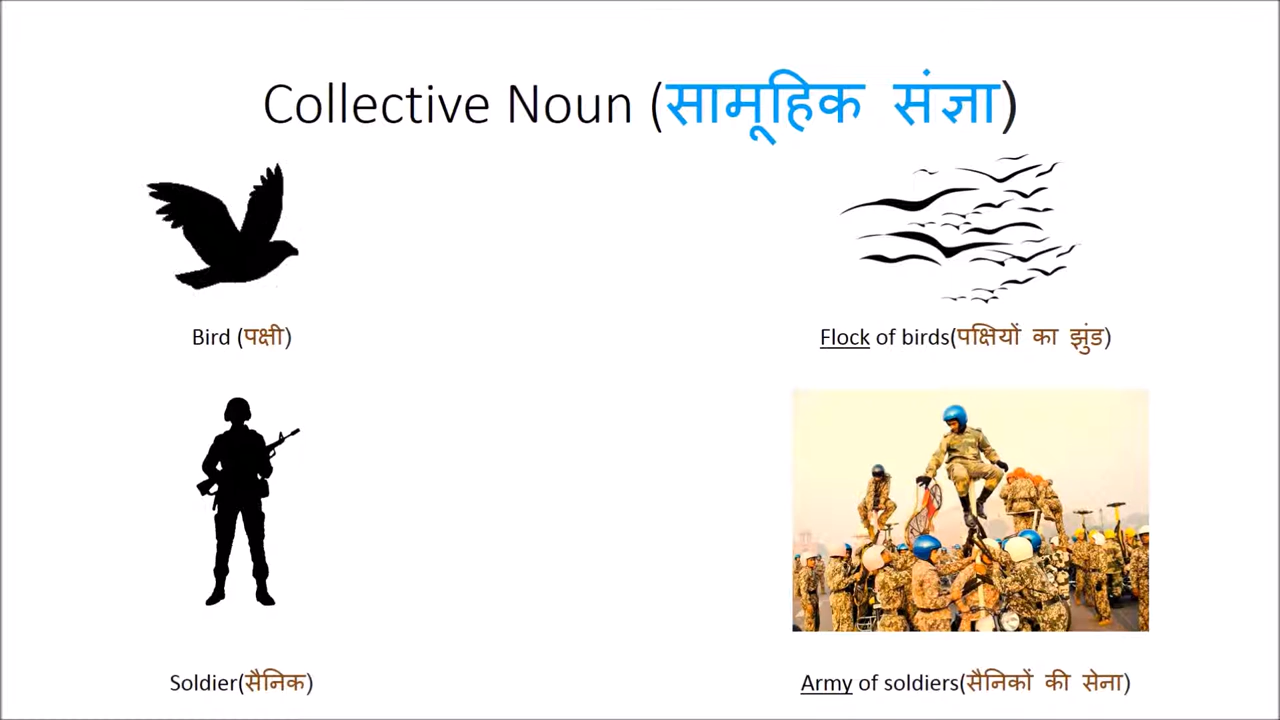 Collective Noun (सामूहिक संज्ञा)
Bird (पक्षी)
Flock of birds(पक्षियों का झुंड)
Soldier(सैनिक)
Army of soldiers(सैनिकों की सेना)